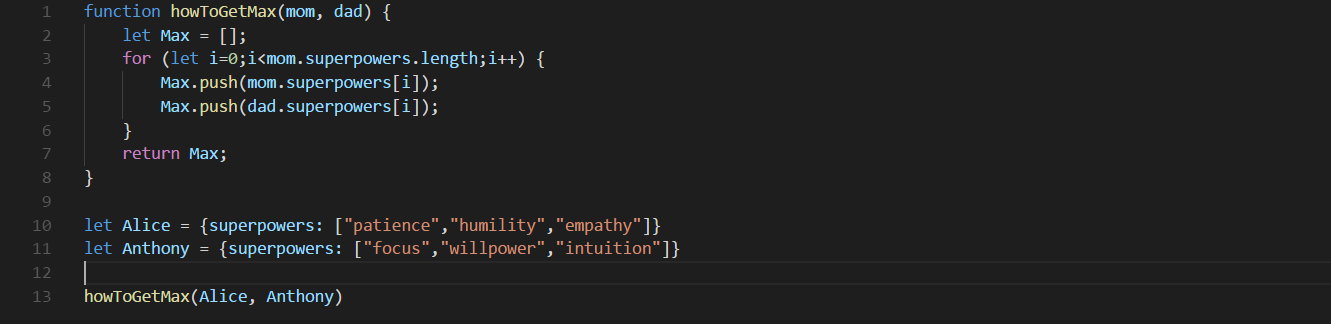 1 function howToGetMax(mom, dad) {
2 let Max = [];
3 for (let i=0;i<mom.superpowers.length;i++) {
4 Max.push(mom.superpowers[i]);
5 Max.push(dad.superpowers[i]);
6 }
7 return Max;
8 }
9
10 let Alice = {superpowers: ["patience","humility","empathy"]}
11 let Anthony = {superpowers: ["focus","willpower","intuition"]}
12
13 howToGetMax(Alice, Anthony)